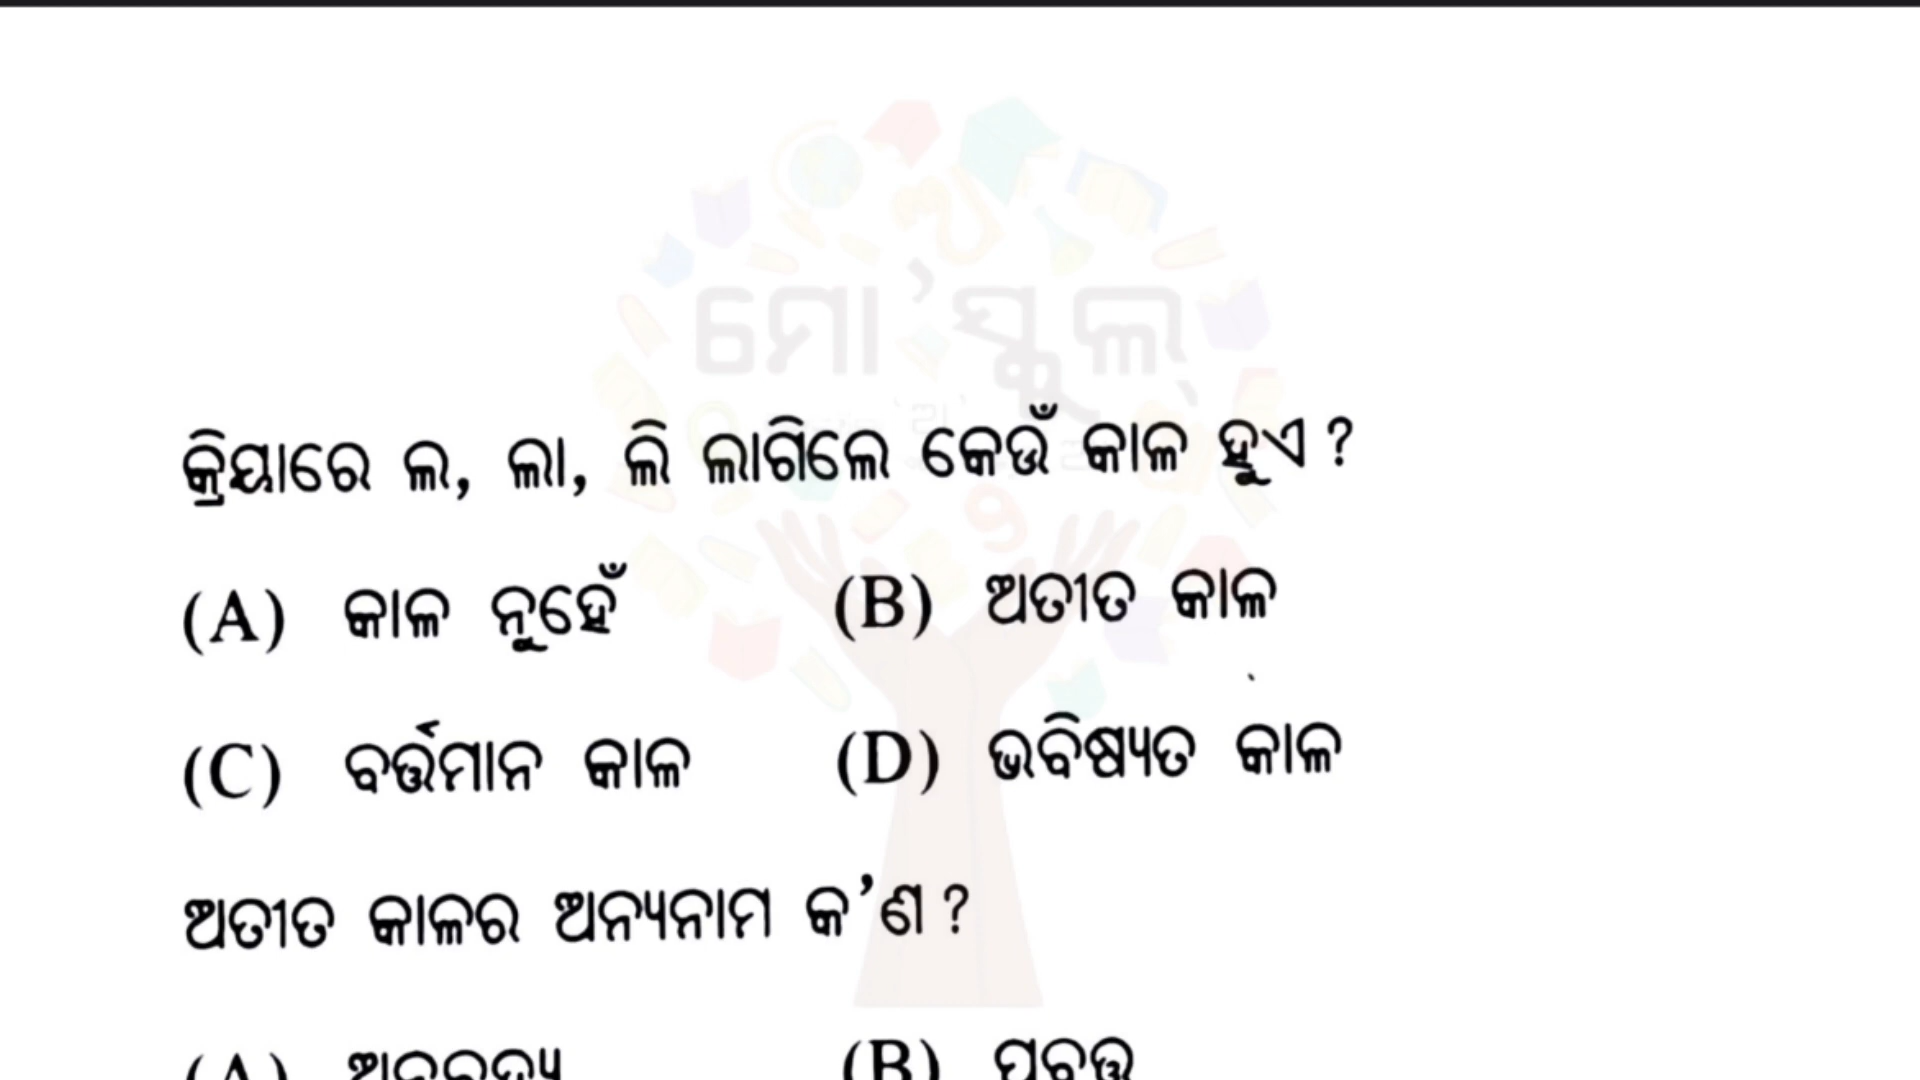 ମୋ'ସ୍କୁଲ୍
କ୍ରିୟାରେ ଲ, ଲା, ଲି ଲାଗିଲେ କେଉଁ କାଳ ହୁଏ ?
(A) କାଳ ନୁହେଁ (B) ଅତୀତ କାଳ
(C) ବର୍ତ୍ତମାନ କାଳ (D) ଭବିଷ୍ୟତ କାଳ
ଅତୀତ କାଳର ଅନ୍ୟନାମ କ'ଣ ?
(A) (B)